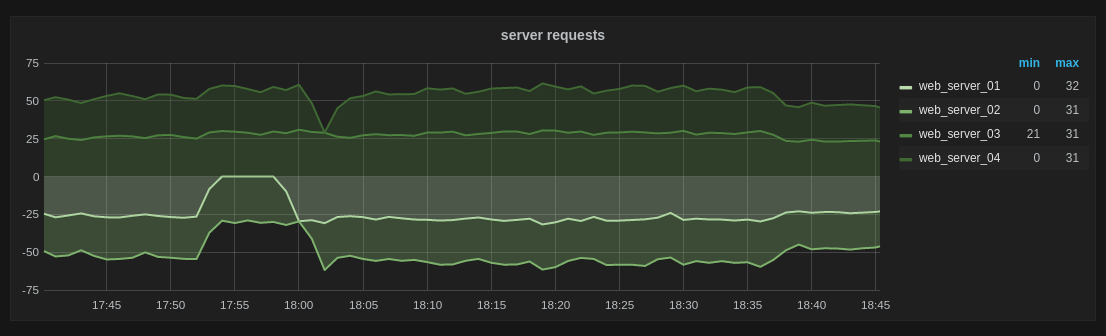 server requests
75
50
25
0
-25
-50
-75
17:45 17:50 17:55 18:00 18:05 18:10 18:15 18:20 18:25 18:30 18:35 18:40 18:45
min max
web_server_01 0 32
web_server_02 0 31
web_server_03 21 31
web_server_04 0 31